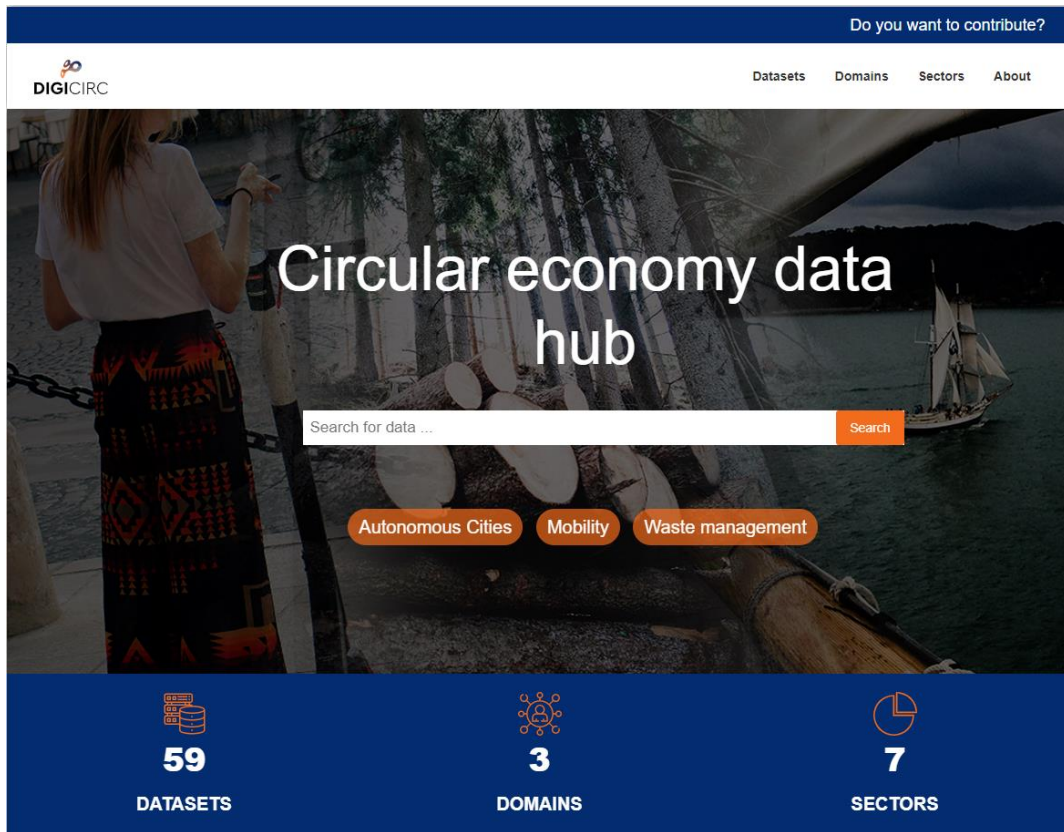 Do you want to contribute?
DIGICIRC
Datasets Domains Sectors About
Circular economy data
hub
Search for data ... Search
Autonomous Cities Mobility Waste management
59 3 7
DATASETS DOMAINS SECTORS